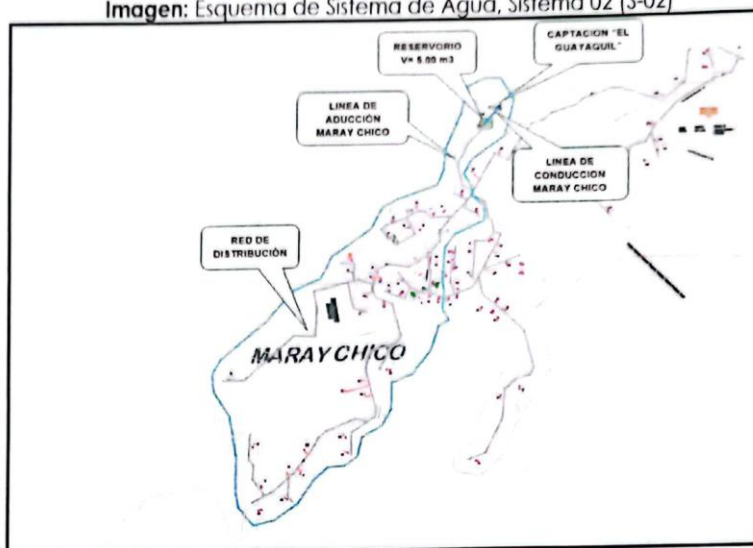 Imagen: Esquema de Sistema de Agua, Sistema 02 (S-02)
CAPTACION "EL
GUAYAQUIL"
RESERVORIO
V= 5.00 m3
LINEA DE
ADUCCIÓN
MARAY CHICO
LINEA DE
CONDUCCION
MARAY CHICO
RED DE
DISTRIBUCIÓN
MARAY CHICO